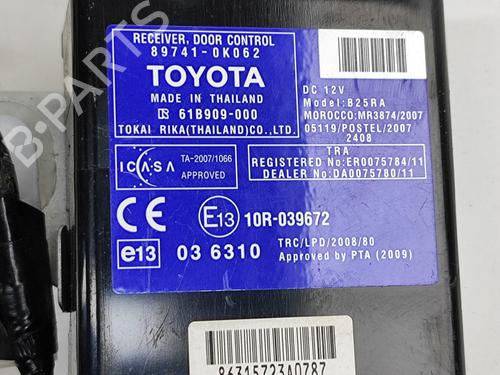 RECEIVER, DOOR CONTROL
89741-0K062
TOYOTA
MADE IN THAILAND
61B909-000
TOKAI RIKA(THAILAND)CO.,LTD.
DC 12V
Model:B25RA
MOROCCO:MR3874/2007
05119/POSTEL/2007
2408
TRA
REGISTERED No:ER0075784/11
DEALER No:DA0075780/11
ICASA
TA-2007/1066
APPROVED
CE
E13 10R-039672
e13 03 6310
TRC/LPD/2008/80
Approved by PTA (2009)
86315723A0787
B-Parts